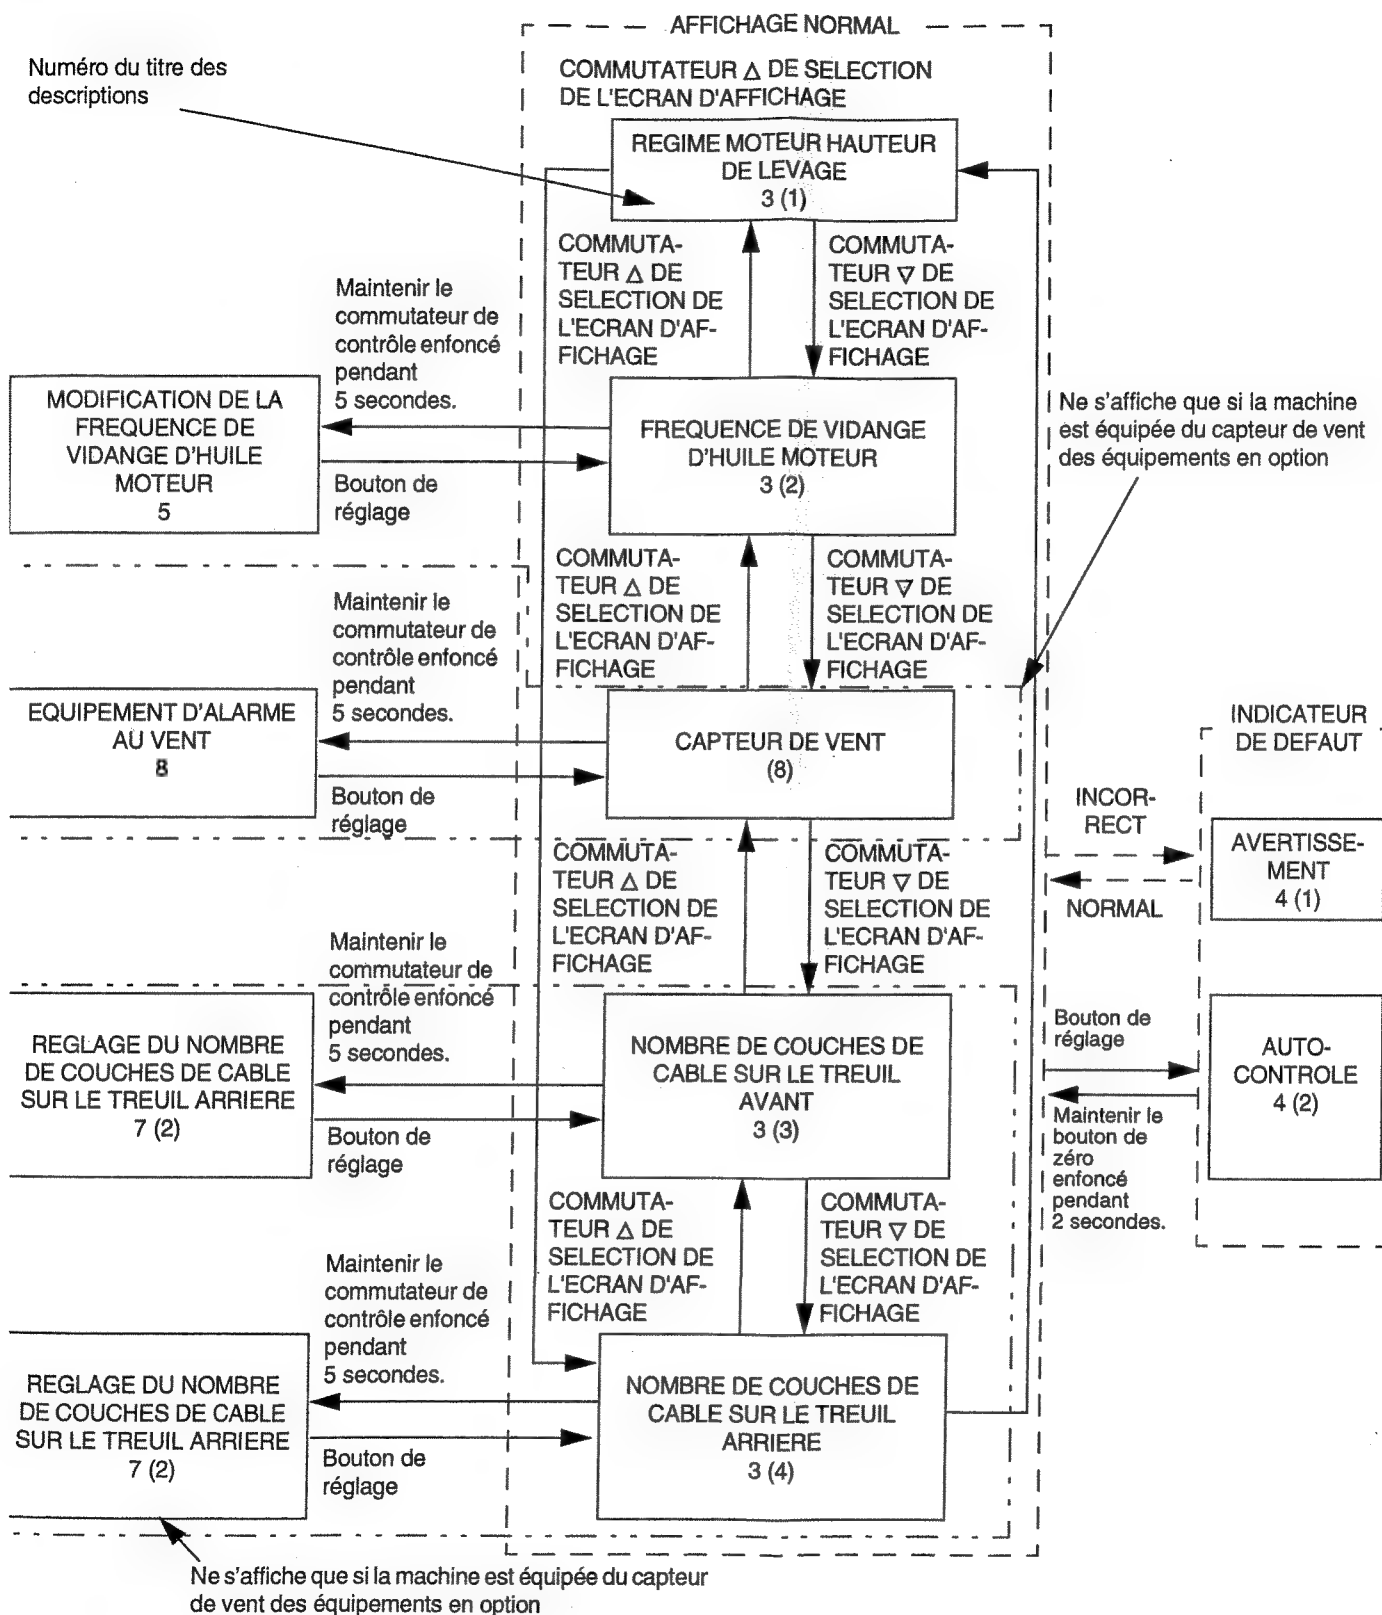 AFFICHAGE NORMAL
Numéro du titre des
descriptions
COMMUTATEUR △ DE SELECTION
DE L'ECRAN D'AFFICHAGE
REGIME MOTEUR HAUTEUR
DE LEVAGE
3 (1)
COMMUTA-
TEUR △ DE
SELECTION DE
L'ECRAN D'AF-
FICHAGE
COMMUTA-
TEUR ▽ DE
SELECTION DE
L'ECRAN D'AF-
FICHAGE
Maintenir le
commutateur de
contrôle enfoncé
pendant
5 secondes.
MODIFICATION DE LA
FREQUENCE DE
VIDANGE D'HUILE
MOTEUR
5
Bouton de
réglage
FREQUENCE DE VIDANGE
D'HUILE MOTEUR
3 (2)
Ne s'affiche que si la machine
est équipée du capteur de vent
des équipements en option
COMMUTA-
TEUR △ DE
SELECTION DE
L'ECRAN D'AF-
FICHAGE
COMMUTA-
TEUR ▽ DE
SELECTION DE
L'ECRAN D'AF-
FICHAGE
Maintenir le
commutateur de
contrôle enfoncé
pendant
5 secondes.
EQUIPEMENT D'ALARME
AU VENT
8
Bouton de
réglage
CAPTEUR DE VENT
(8)
INDICATEUR
DE DEFAUT
INCOR-
RECT
NORMAL
AVERTISSE-
MENT
4 (1)
COMMUTA-
TEUR △ DE
SELECTION DE
L'ECRAN D'AF-
FICHAGE
COMMUTA-
TEUR ▽ DE
SELECTION DE
L'ECRAN D'AF-
FICHAGE
Maintenir le
commutateur de
contrôle enfoncé
pendant
5 secondes.
REGLAGE DU NOMBRE
DE COUCHES DE CABLE
SUR LE TREUIL ARRIERE
7 (2)
Bouton de
réglage
NOMBRE DE COUCHES DE
CABLE SUR LE TREUIL
AVANT
3 (3)
Bouton de
réglage
AUTO-
CONTROLE
4 (2)
Maintenir le
bouton de
zéro
enfoncé
pendant
2 secondes.
COMMUTA-
TEUR △ DE
SELECTION DE
L'ECRAN D'AF-
FICHAGE
COMMUTA-
TEUR ▽ DE
SELECTION DE
L'ECRAN D'AF-
FICHAGE
Maintenir le
commutateur de
contrôle enfoncé
pendant
5 secondes.
REGLAGE DU NOMBRE
DE COUCHES DE CABLE
SUR LE TREUIL ARRIERE
7 (2)
Bouton de
réglage
NOMBRE DE COUCHES DE
CABLE SUR LE TREUIL
ARRIERE
3 (4)
Ne s'affiche que si la machine est équipée du capteur
de vent des équipements en option